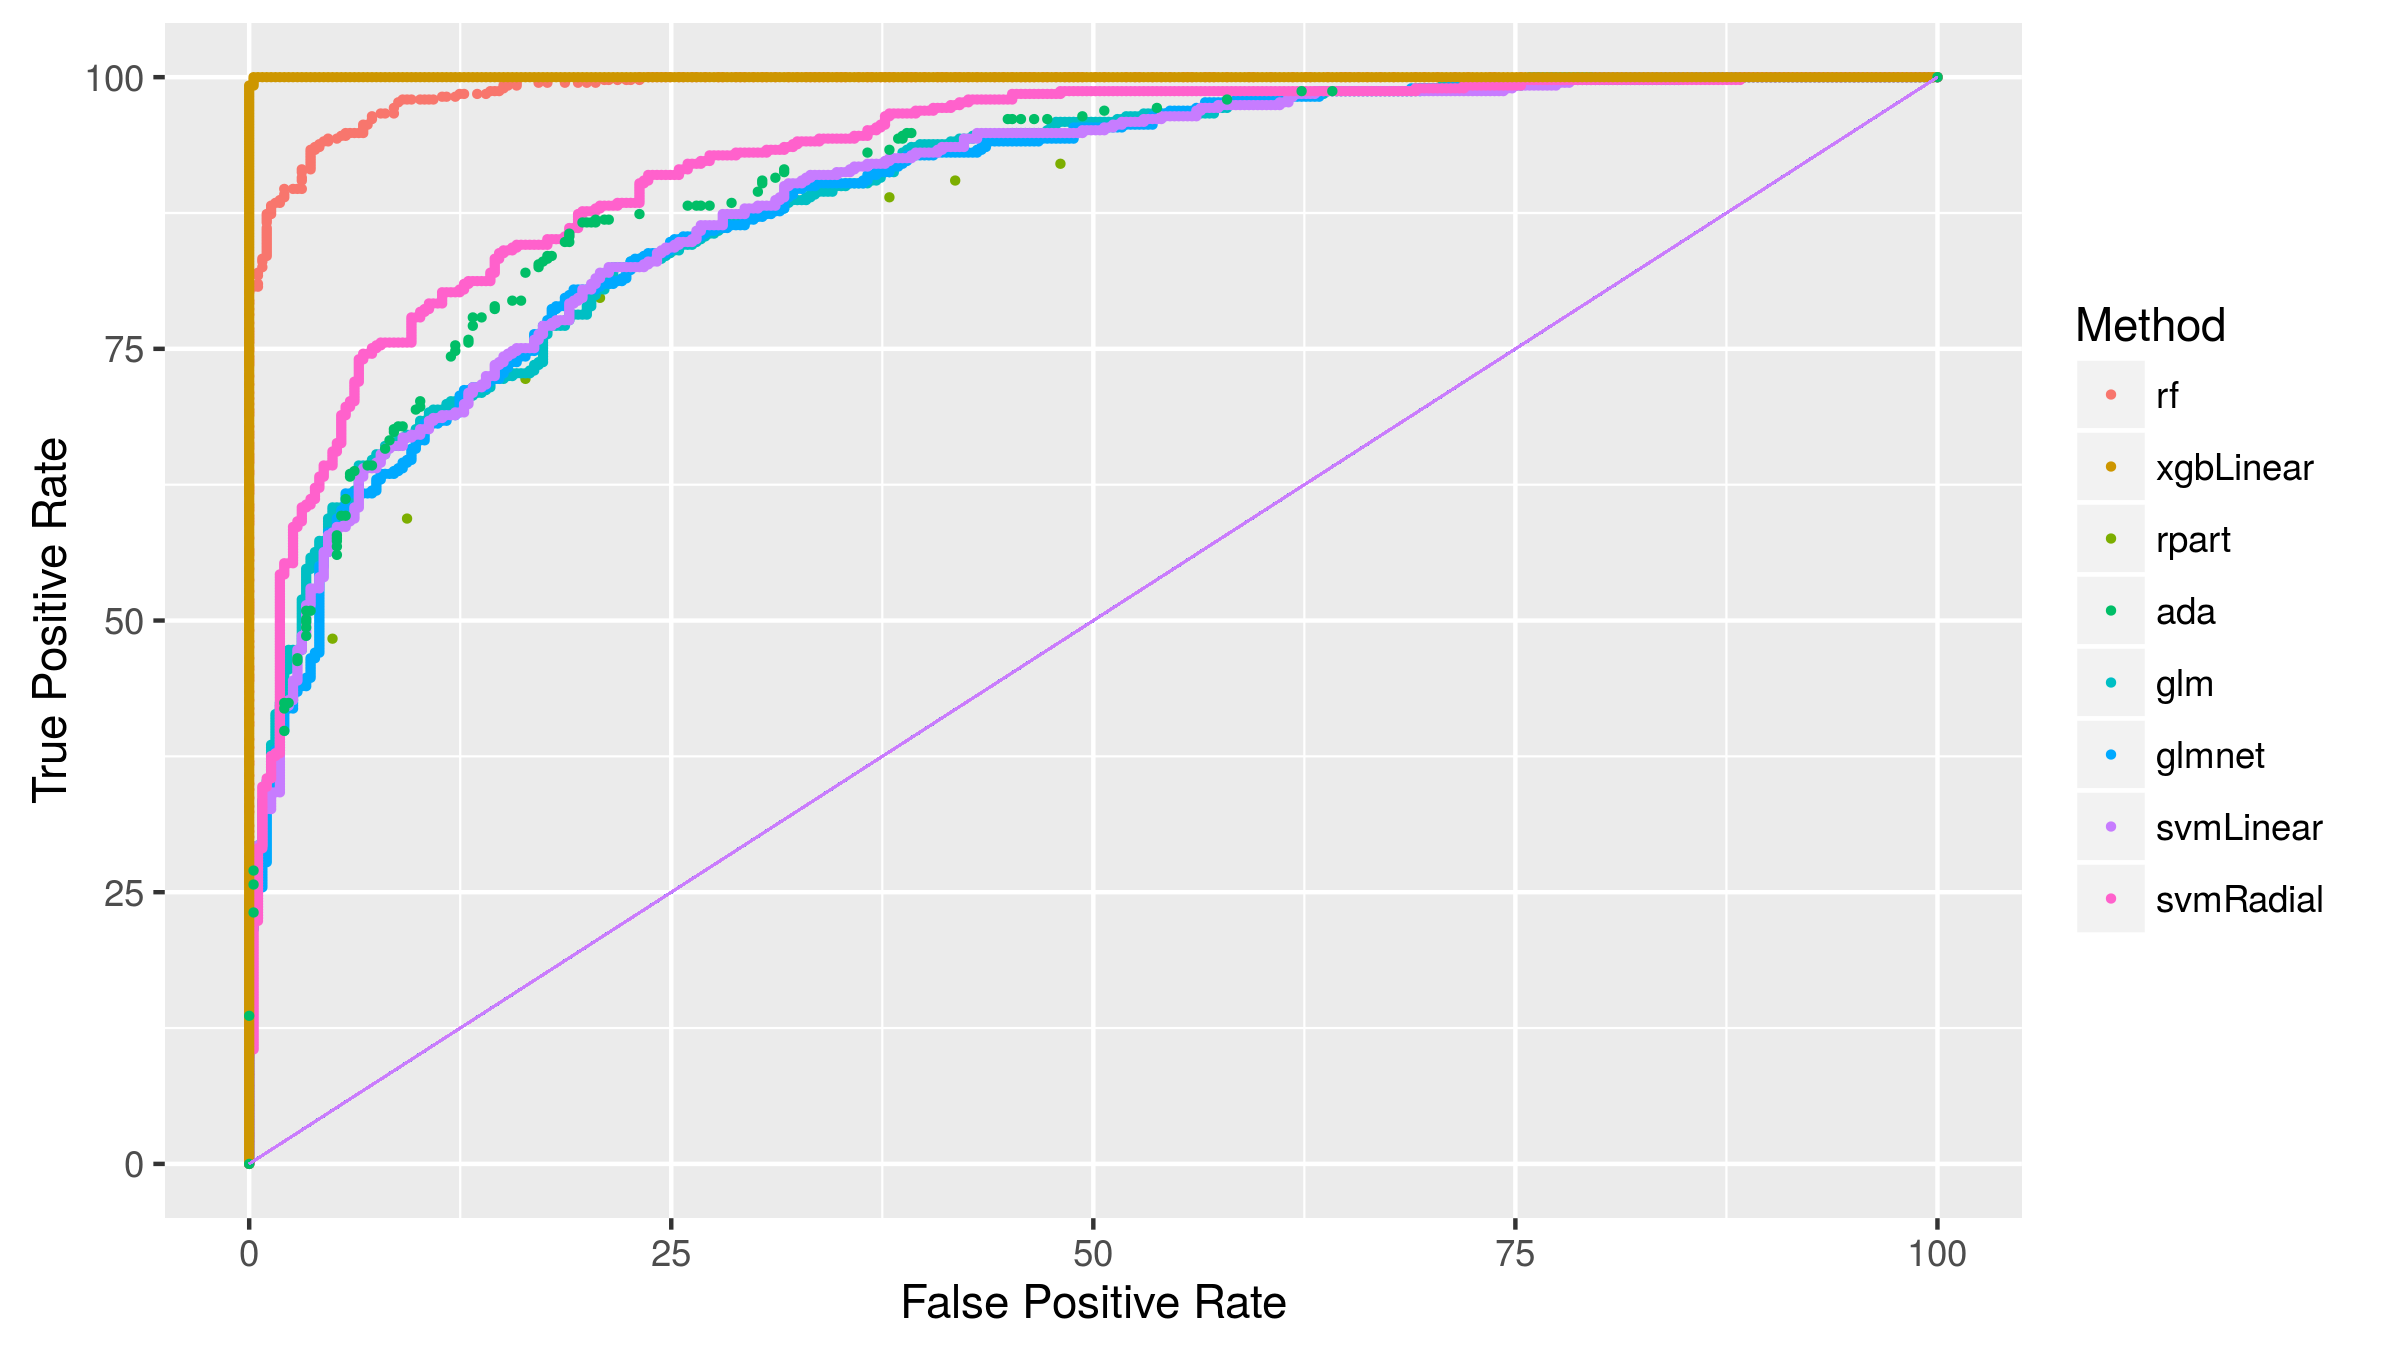 100
75
50
25
0
True Positive Rate
0 25 50 75 100
False Positive Rate
Method
rf
xgbLinear
rpart
ada
glm
glmnet
svmLinear
svmRadial